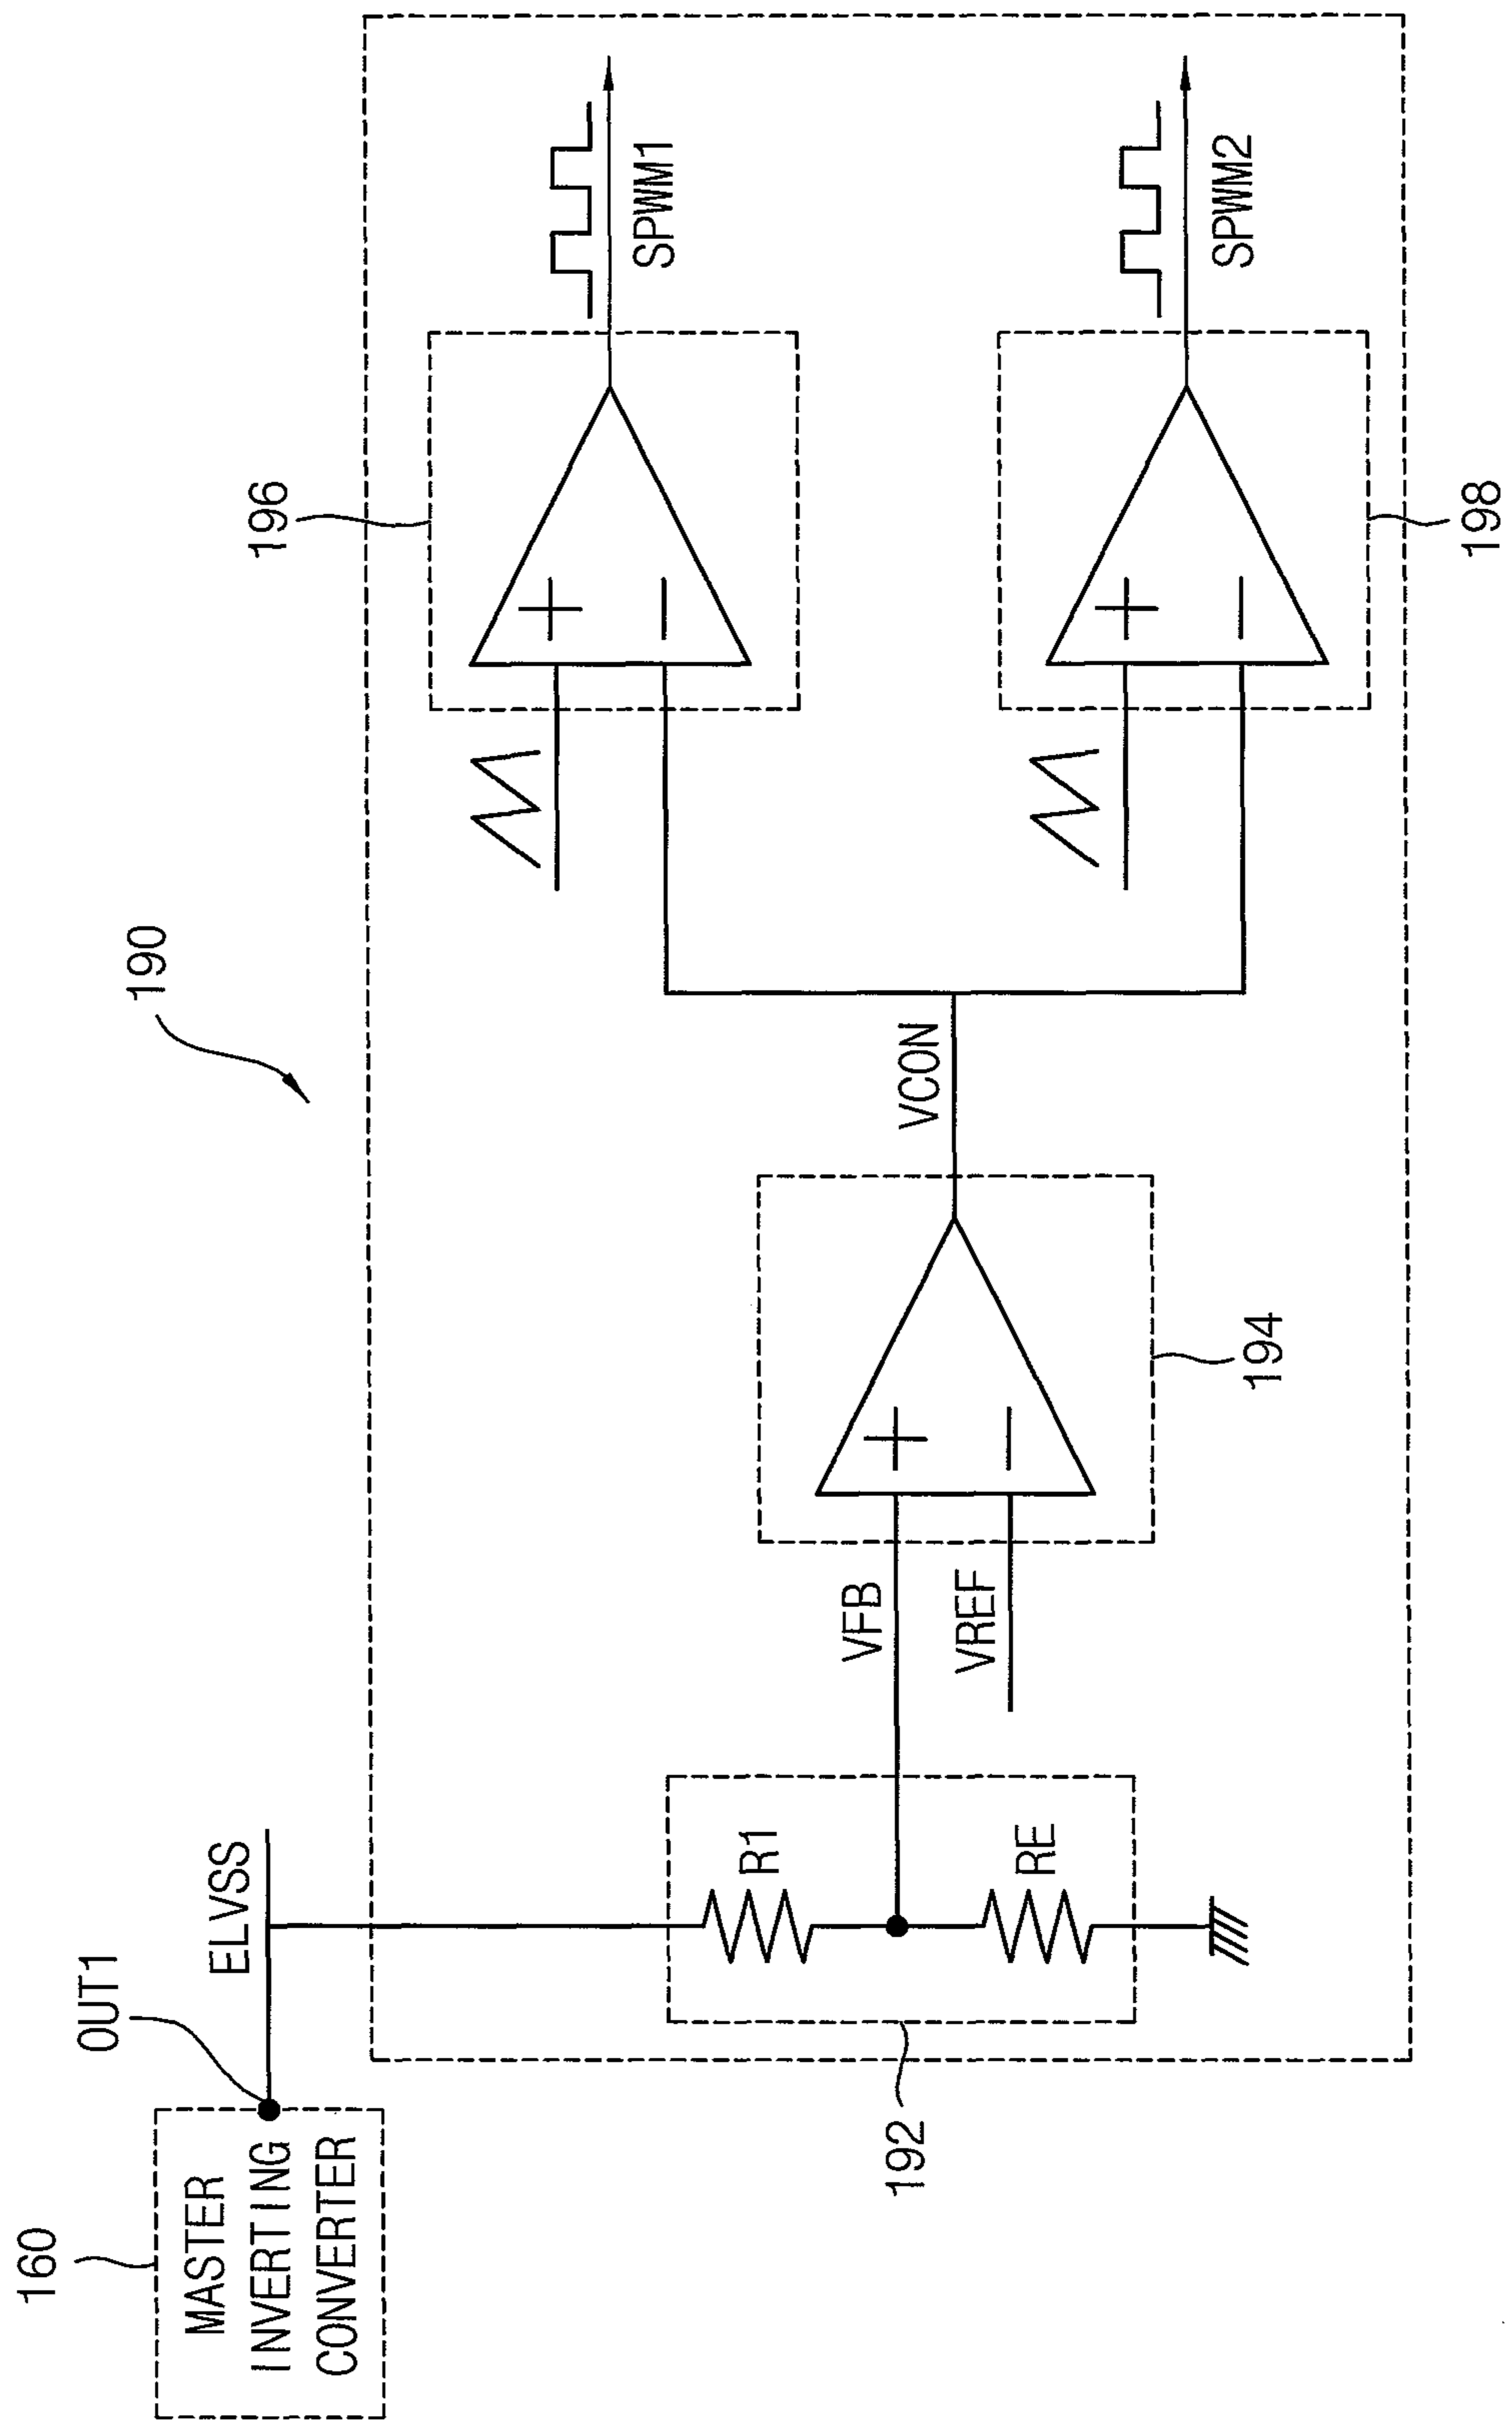 190
160
MASTER
INVERTING
CONVERTER
OUT1
ELVSS
192
R1
RE
VFB
VREF
194
VCON
196
SPWM1
198
SPWM2